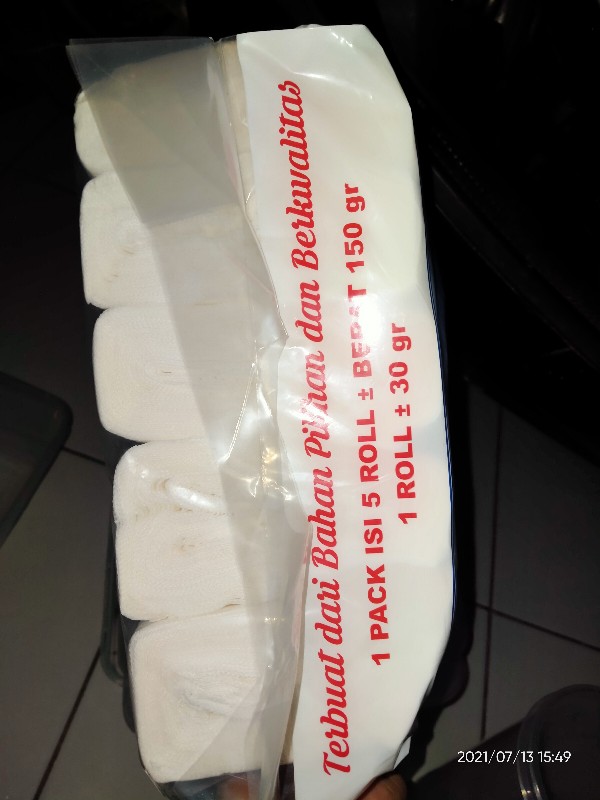 Terbuat dari Bahan Pilihan dan Berkwalitas
1 PACK ISI 5 ROLL ± BERAT 150 gr
1 ROLL ± 30 gr
2021/07/13 15:49